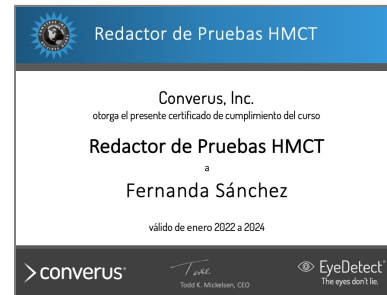 Redactor de Pruebas HMCT
Converus, Inc.
otorga el presente certificado de cumplimiento del curso
Redactor de Pruebas HMCT
a
Fernanda Sánchez
válido de enero 2022 a 2024
converus®
Todd K. Mickelsen, CEO
EyeDetect®
The eyes don't lie.